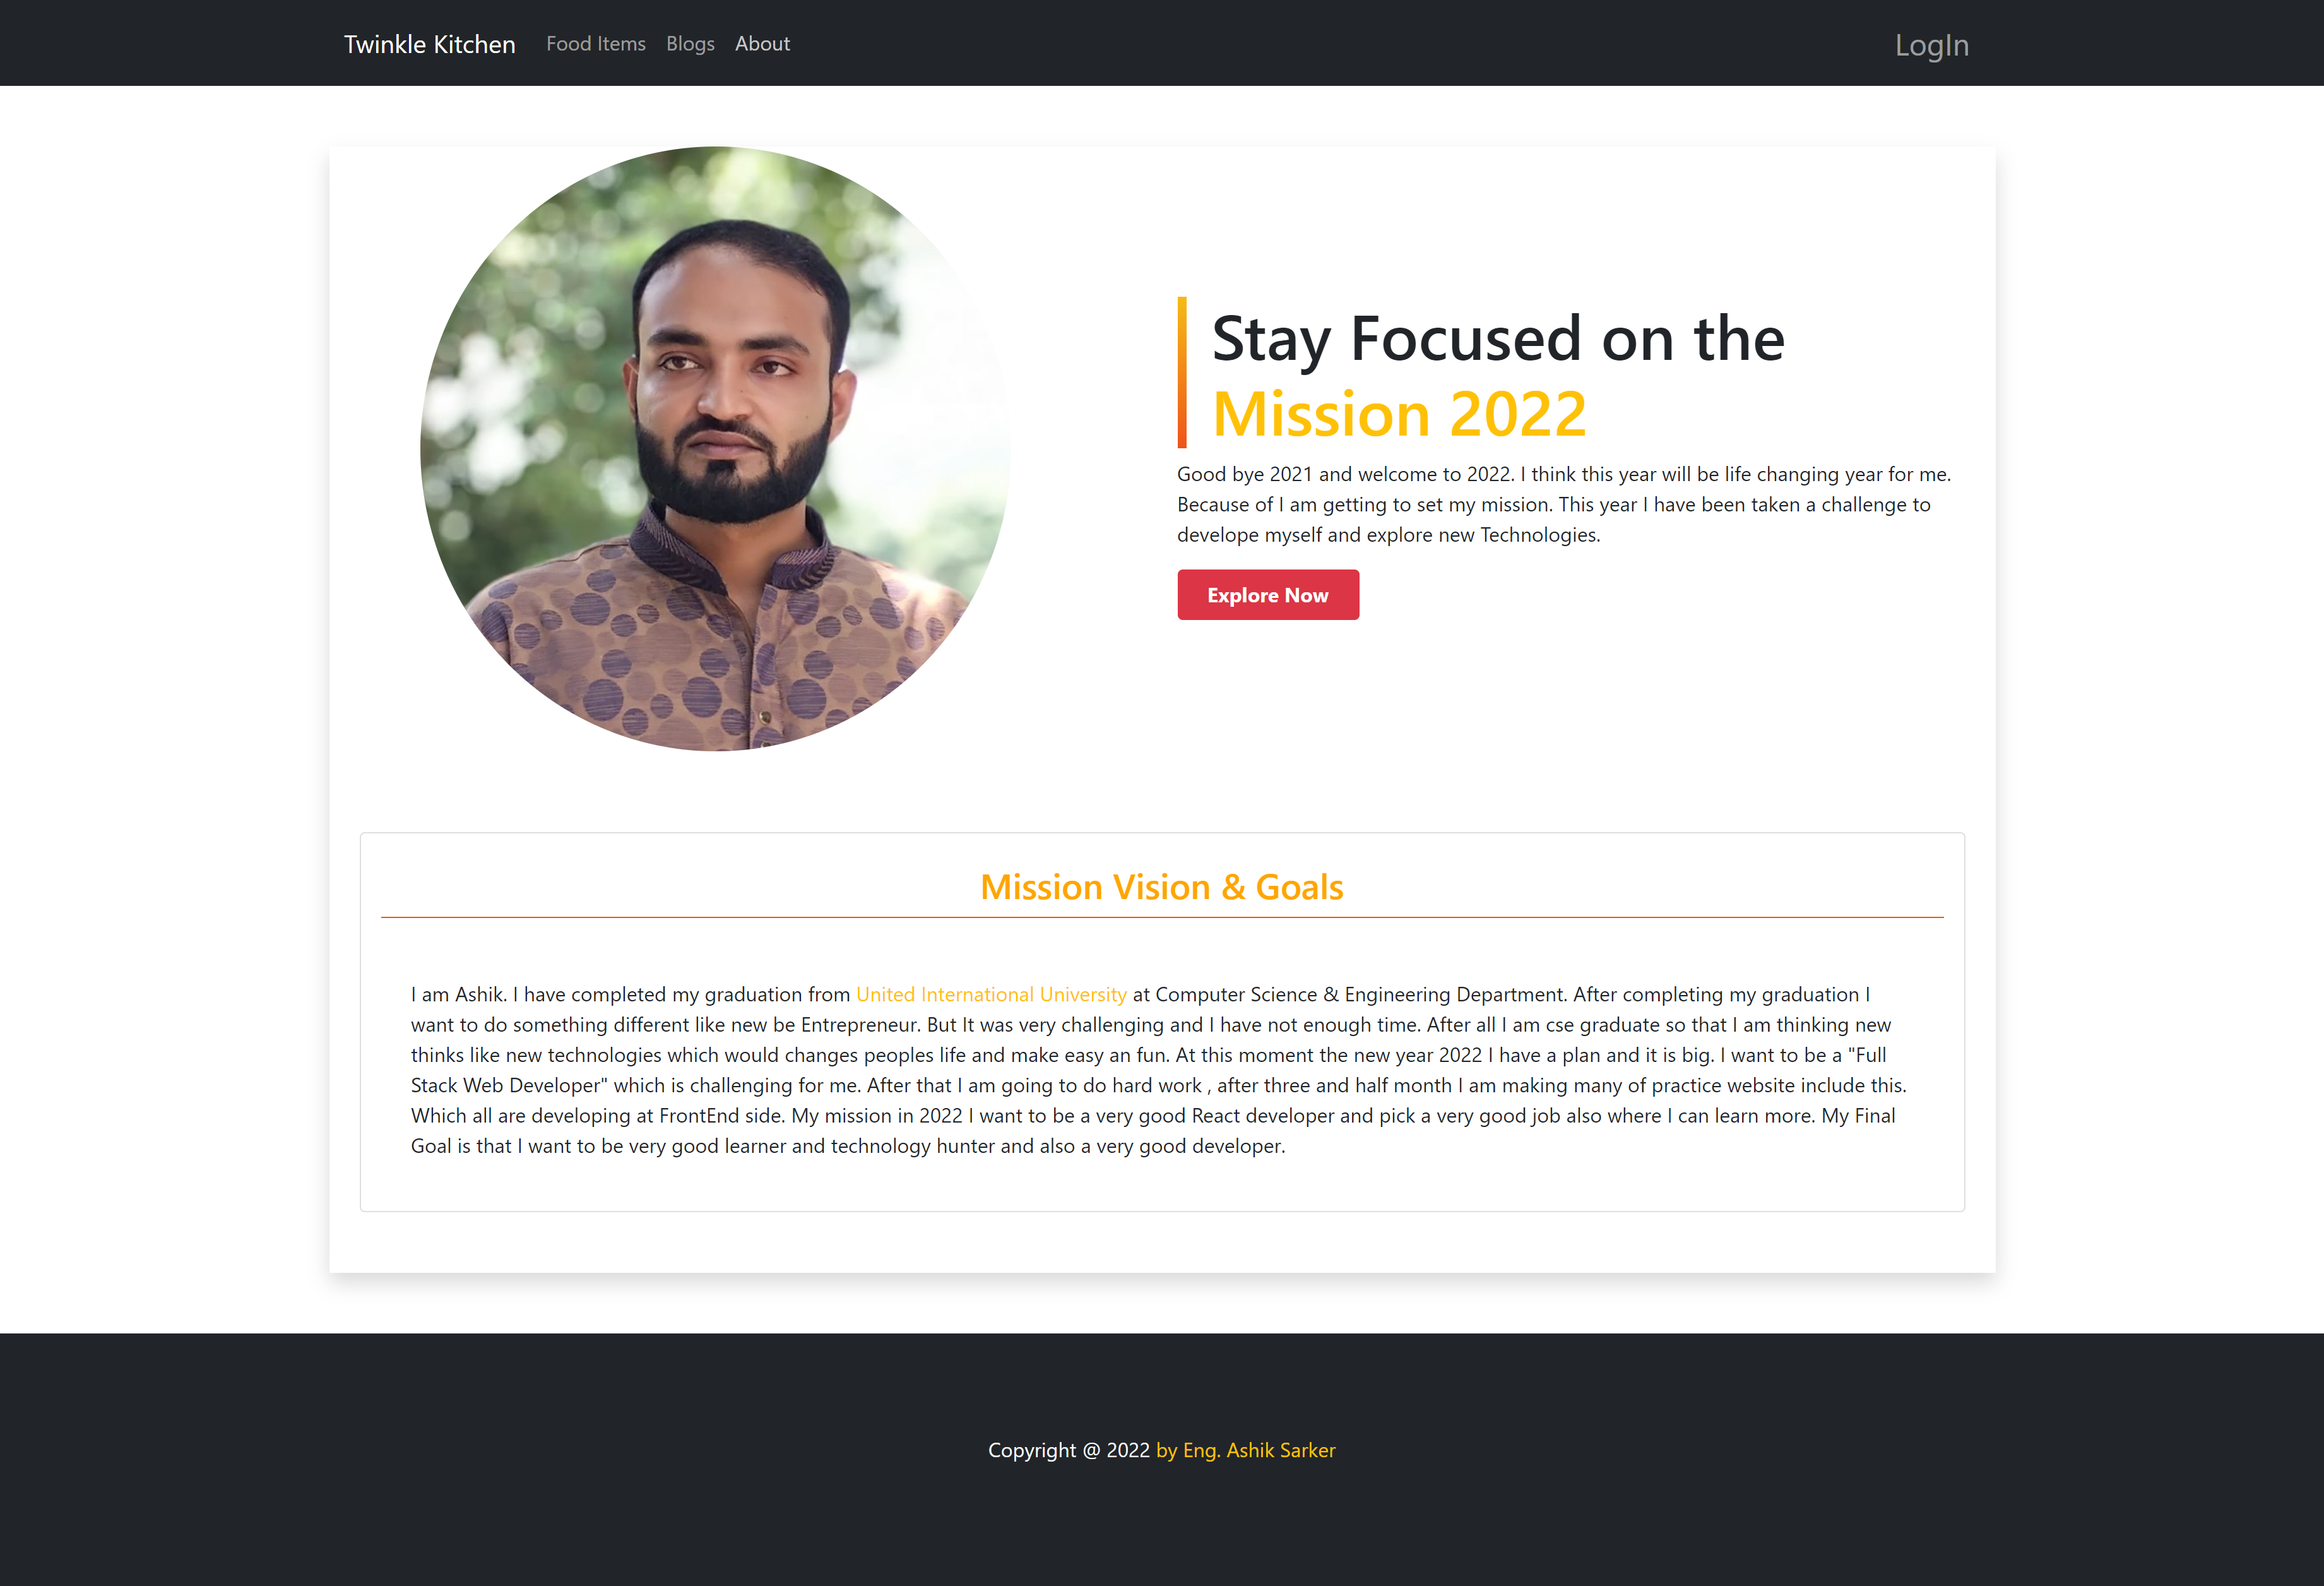 Twinkle Kitchen Food Items Blogs About LogIn
Stay Focused on the
Mission 2022
Good bye 2021 and welcome to 2022. I think this year will be life changing year for me.
Because of I am getting to set my mission. This year I have been taken a challenge to
develope myself and explore new Technologies.
Explore Now
Mission Vision & Goals
I am Ashik. I have completed my graduation from United International University at Computer Science & Engineering Department. After completing my graduation I
want to do something different like new be Entrepreneur. But It was very challenging and I have not enough time. After all I am cse graduate so that I am thinking new
thinks like new technologies which would changes peoples life and make easy an fun. At this moment the new year 2022 I have a plan and it is big. I want to be a "Full
Stack Web Developer" which is challenging for me. After that I am going to do hard work , after three and half month I am making many of practice website include this.
Which all are developing at FrontEnd side. My mission in 2022 I want to be a very good React developer and pick a very good job also where I can learn more. My Final
Goal is that I want to be very good learner and technology hunter and also a very good developer.
Copyright @ 2022 by Eng. Ashik Sarker